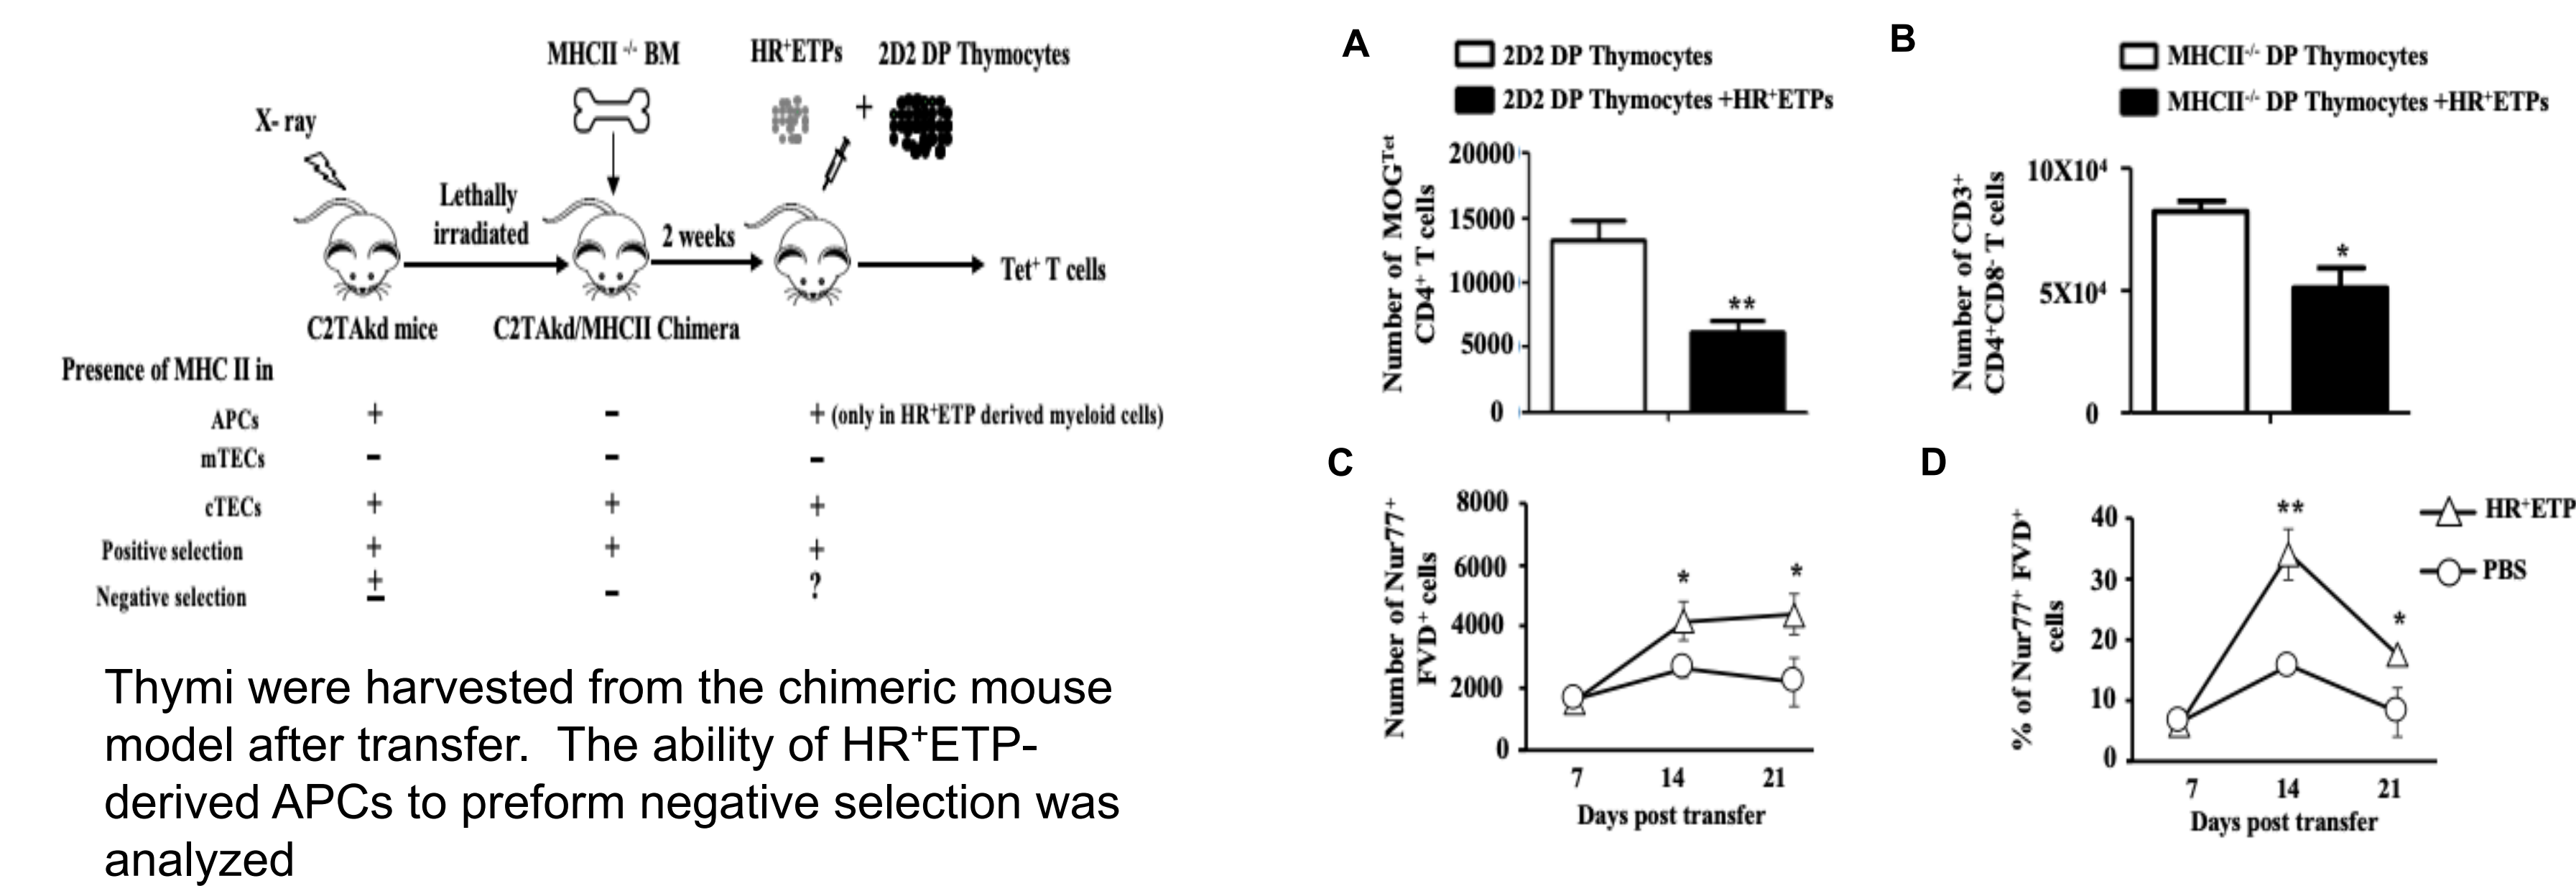 MHCII -/- BM
HR+ETPs
2D2 DP Thymocytes
+
X- ray
Lethally
irradiated
2 weeks
Tet+ T cells
C2TAkd mice
C2TAkd/MHCII Chimera
Presence of MHC II in
APCs + - + (only in HR+ETP derived myeloid cells)
mTECs - - -
cTECs + + +
Positive selection + + +
Negative selection ± - ?
Thymi were harvested from the chimeric mouse
model after transfer. The ability of HR+ETP-
derived APCs to preform negative selection was
analyzed
A
2D2 DP Thymocytes
2D2 DP Thymocytes +HR+ETPs
Number of MOGTet
CD4+ T cells
20000
15000
10000
5000
0
**
B
MHCII-/- DP Thymocytes
MHCII-/- DP Thymocytes +HR+ETPs
Number of CD3+
CD4+CD8- T cells
10X10⁴
5X10⁴
0
*
C
Number of Nur77+
FVD+ cells
8000
6000
4000
2000
0
* *
7 14 21
Days post transfer
D
% of Nur77+ FVD+
cells
40
30
20
10
0
**
*
7 14 21
Days post transfer
HR+ETP
PBS